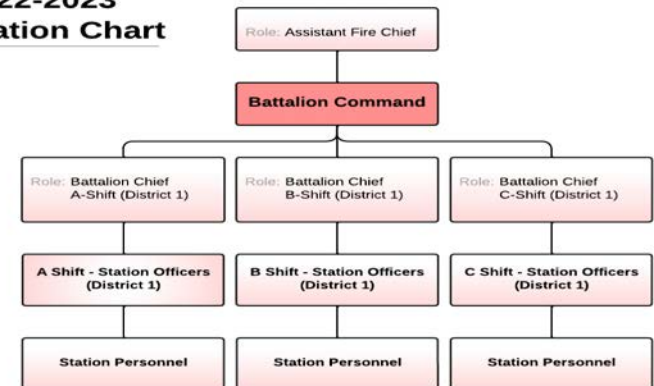 22-2023
ation Chart
Role: Assistant Fire Chief
Battalion Command
Role: Battalion Chief
A-Shift (District 1)
Role: Battalion Chief
B-Shift (District 1)
Role: Battalion Chief
C-Shift (District 1)
A Shift - Station Officers
(District 1)
B Shift - Station Officers
(District 1)
C Shift - Station Officers
(District 1)
Station Personnel
Station Personnel
Station Personnel